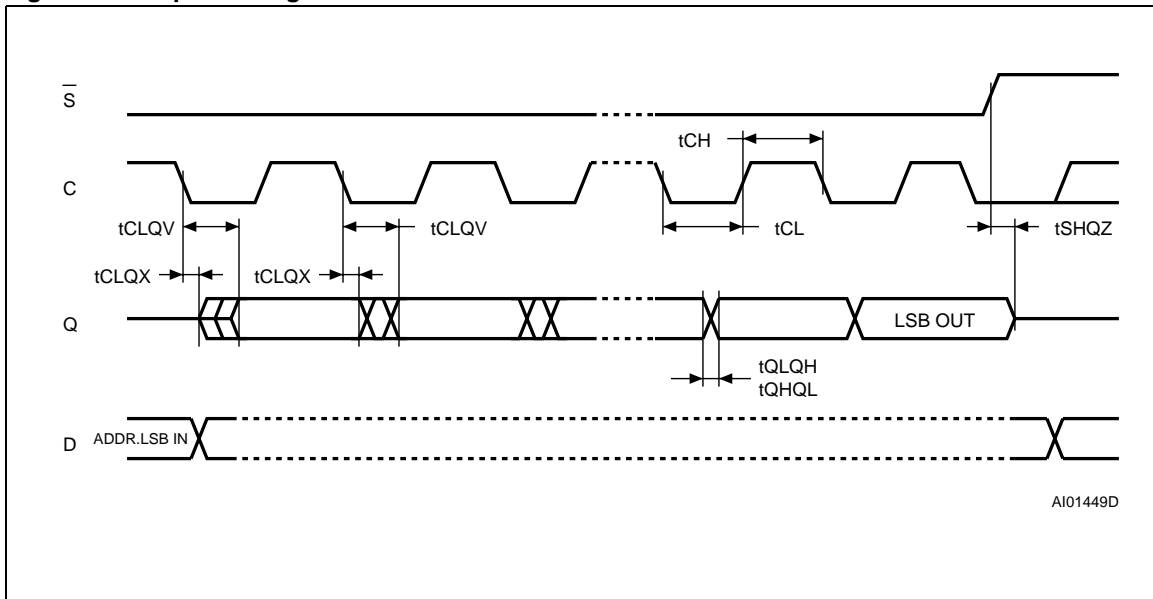 S
tCH
C
tCLQV
tCLQV
tCL
tSHQZ
tCLQX
tCLQX
Q
LSB OUT
tQLQH
tQHQL
D
ADDR.LSB IN
AI01449D